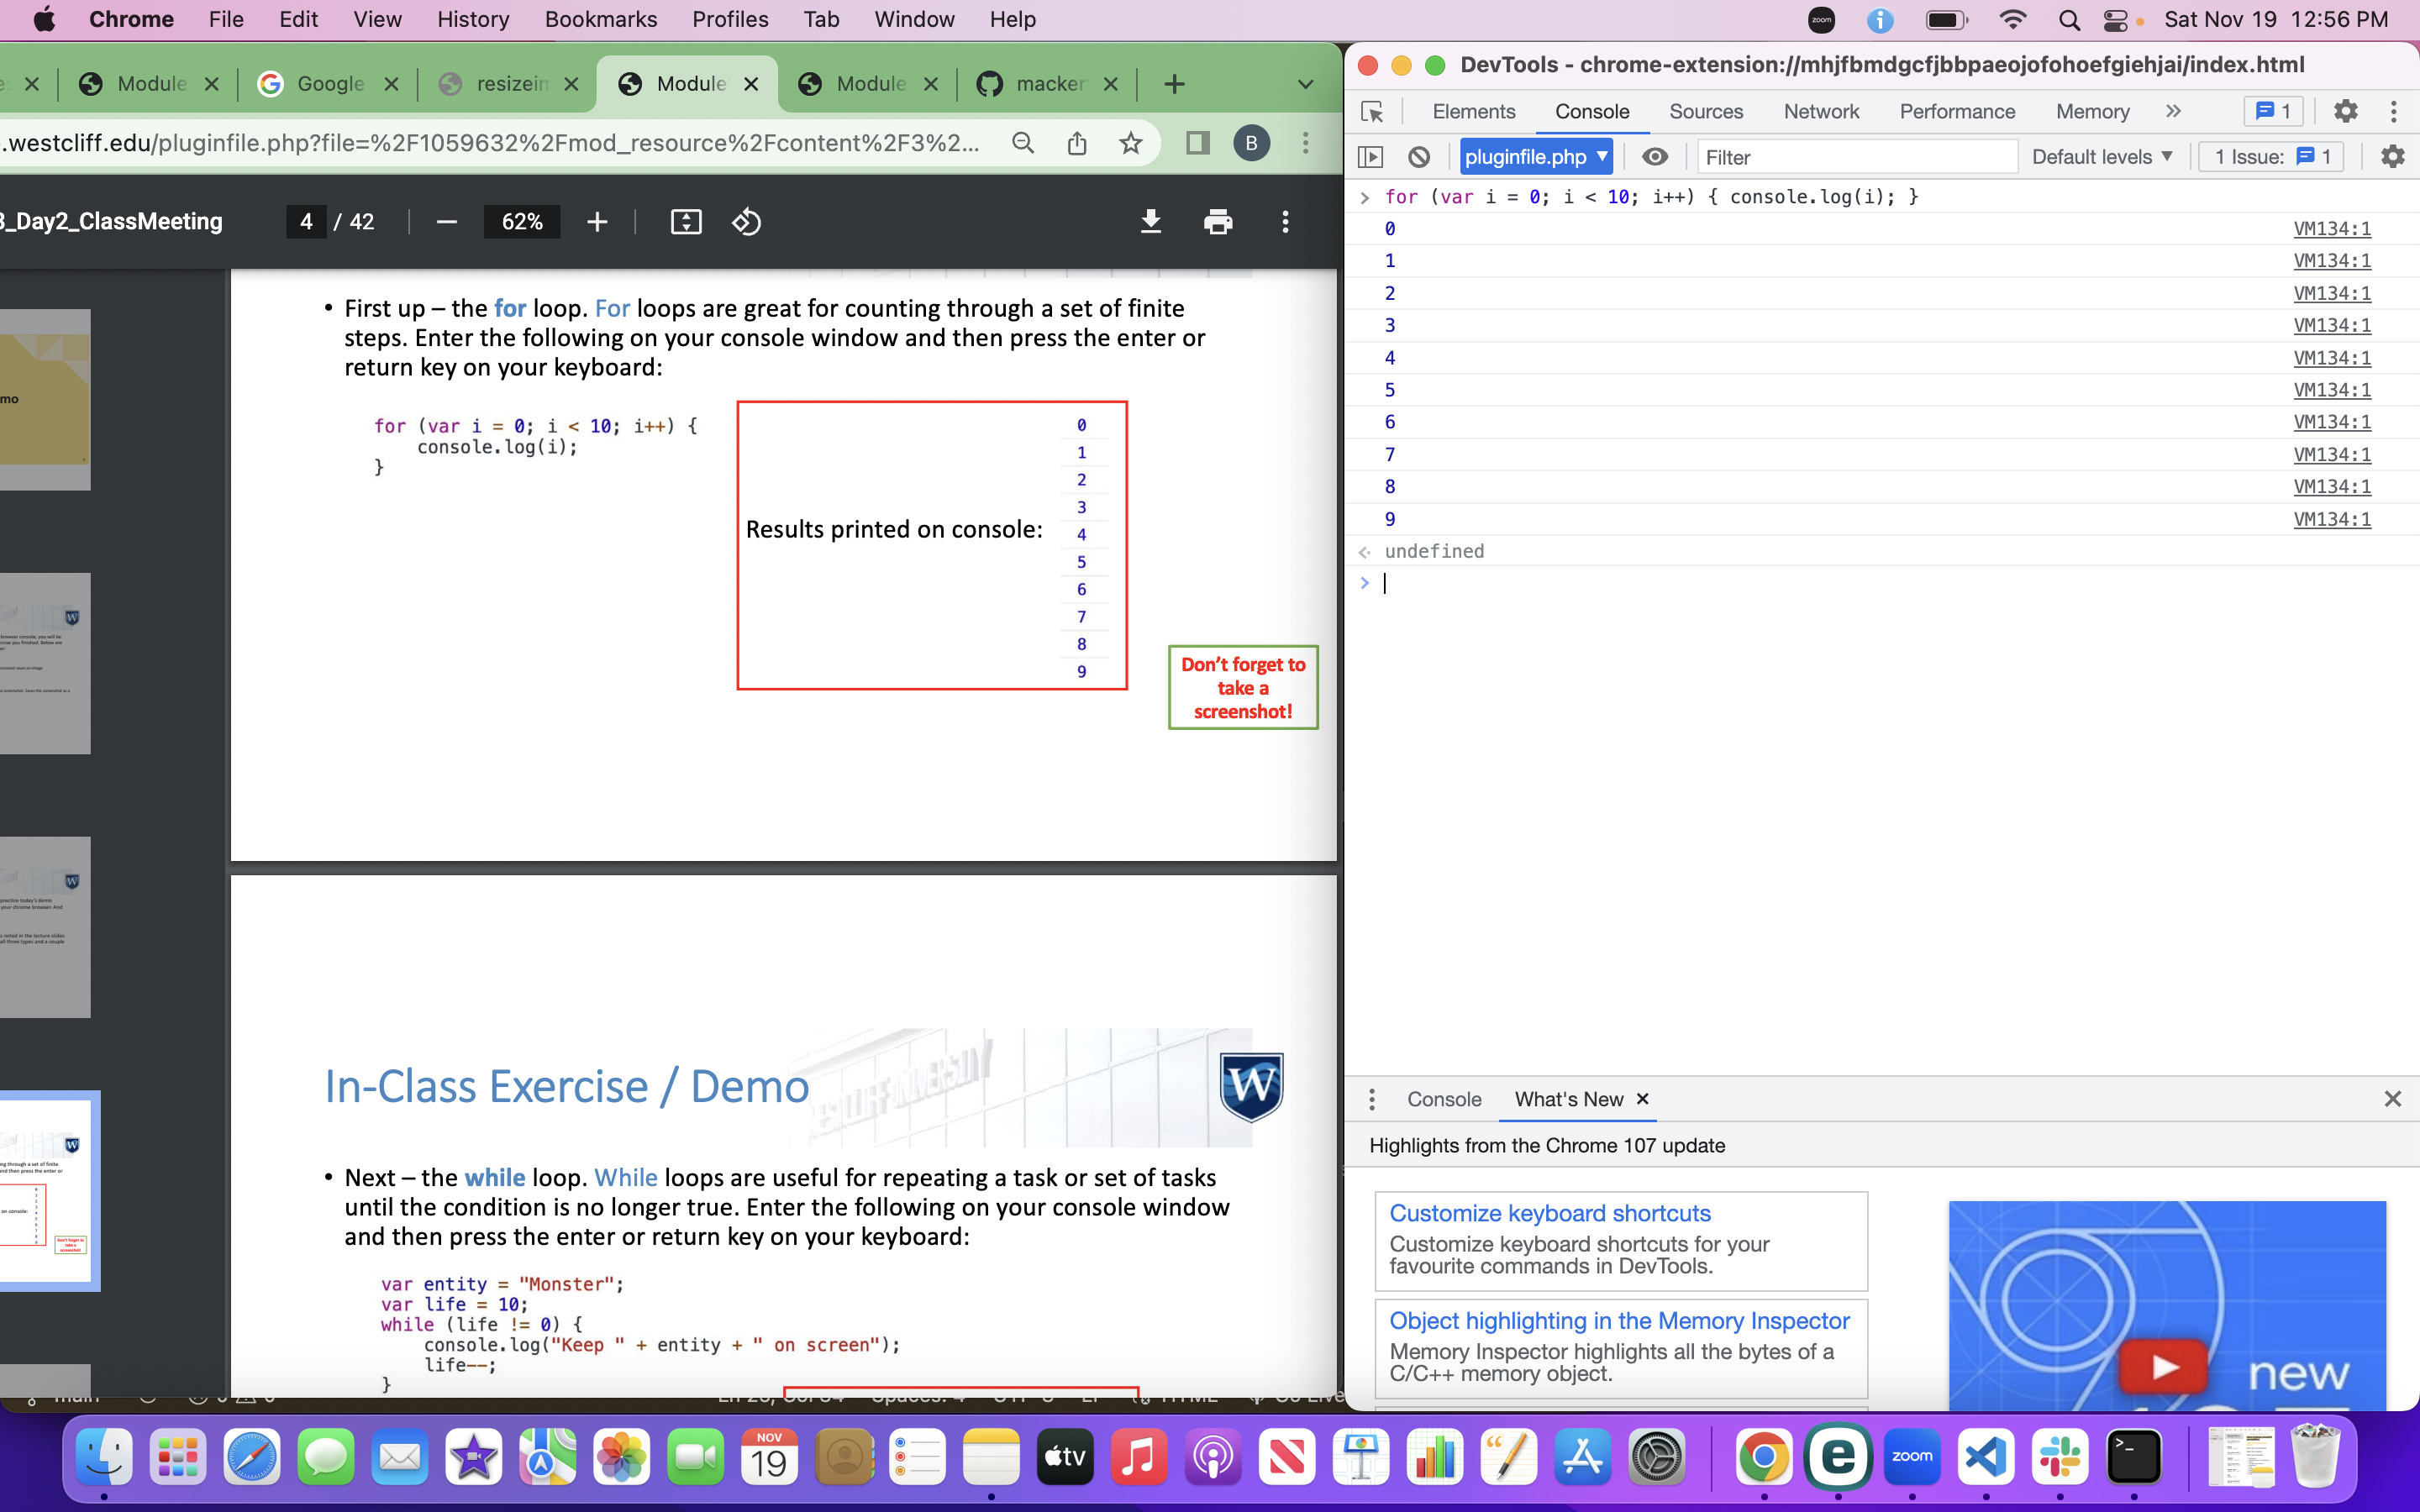 Chrome File Edit View History Bookmarks Profiles Tab Window Help
zoom Sat Nov 19 12:56 PM
Module Google resizein Module Module macker
.westcliff.edu/pluginfile.php?file=%2F1059632%2Fmod_resource%2Fcontent%2F3%2... B
3_Day2_ClassMeeting 4 / 42 62%
• First up – the for loop. For loops are great for counting through a set of finite
steps. Enter the following on your console window and then press the enter or
return key on your keyboard:
for (var i = 0; i < 10; i++) {
console.log(i);
}
Results printed on console:
0
1
2
3
4
5
6
7
8
9
Don't forget to
take a
screenshot!
In-Class Exercise / Demo
W
• Next – the while loop. While loops are useful for repeating a task or set of tasks
until the condition is no longer true. Enter the following on your console window
and then press the enter or return key on your keyboard:
var entity = "Monster";
var life = 10;
while (life != 0) {
console.log("Keep " + entity + " on screen");
life--;
}
DevTools - chrome-extension://mhjfbmdgcfjbbpaeojofohoefgiehjai/index.html
Elements Console Sources Network Performance Memory 1
pluginfile.php Filter Default levels 1 Issue: 1
for (var i = 0; i < 10; i++) { console.log(i); }
0 VM134:1
1 VM134:1
2 VM134:1
3 VM134:1
4 VM134:1
5 VM134:1
6 VM134:1
7 VM134:1
8 VM134:1
9 VM134:1
undefined
Console What's New
Highlights from the Chrome 107 update
Customize keyboard shortcuts
Customize keyboard shortcuts for your
favourite commands in DevTools.
Object highlighting in the Memory Inspector
Memory Inspector highlights all the bytes of a
C/C++ memory object.
new
NOV
19
tv
zoom